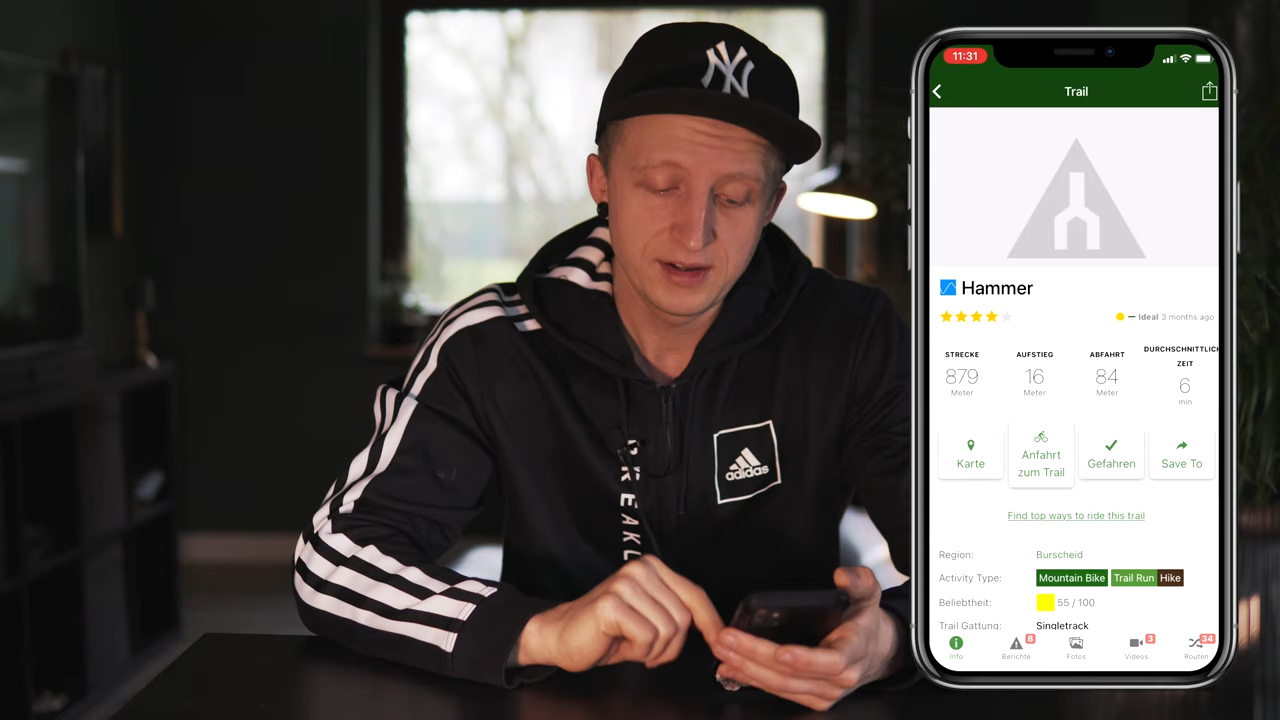 NY
adidas
BREAKL
11:31
Trail
Hammer
Ideal 3 months ago
STRECKE
879
Meter
AUFSTIEG
16
Meter
ABFAHRT
84
Meter
DURCHSCHNITTLICH
ZEIT
6
min
Karte
Anfahrt
zum Trail
Gefahren
Save To
Find top ways to ride this trail
Region: Burscheid
Activity Type: Mountain Bike Trail Run Hike
Beliebtheit: 55 / 100
Trail Gattung: Singletrack
Info
Berichte 8
Fotos
Videos 3
Routen 34